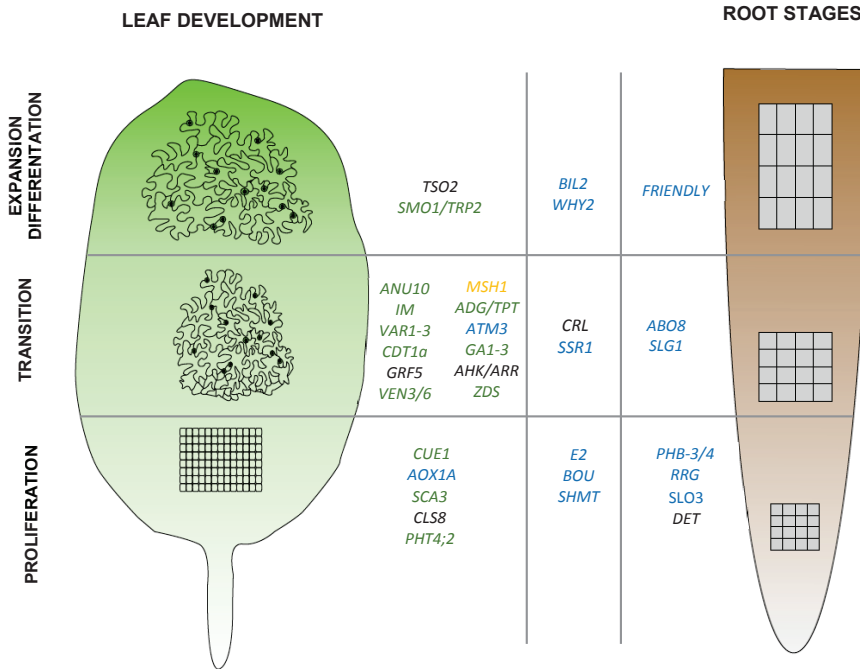 LEAF DEVELOPMENT
ROOT STAGES
EXPANSION
DIFFERENTATION
TSO2
SMO1/TRP2
BIL2
WHY2
FRIENDLY
TRANSITION
ANU10
IM
VAR1-3
CDT1a
GRF5
VEN3/6
MSH1
ADG/TPT
ATM3
GA1-3
AHK/ARR
ZDS
CRL
SSR1
ABO8
SLG1
PROLIFERATION
CUE1
AOX1A
SCA3
CLS8
PHT4;2
E2
BOU
SHMT
PHB-3/4
RRG
SLO3
DET